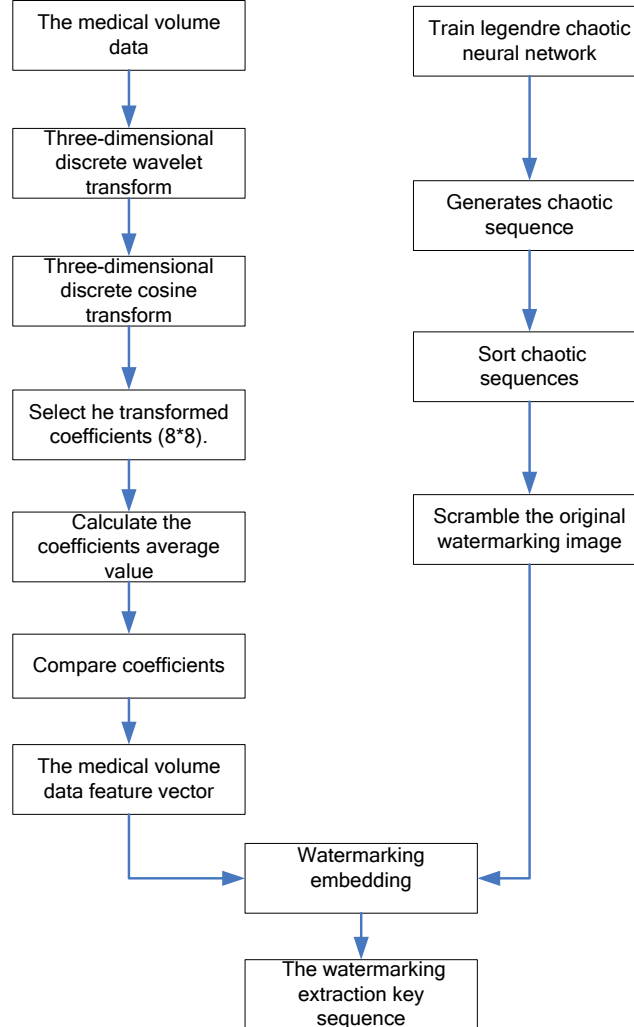 The medical volume
data
Three-dimensional
discrete wavelet
transform
Three-dimensional
discrete cosine
transform
Select he transformed
coefficients (8*8).
Calculate the
coefficients average
value
Compare coefficients
The medical volume
data feature vector
Train legendre chaotic
neural network
Generates chaotic
sequence
Sort chaotic
sequences
Scramble the original
watermarking image
Watermarking
embedding
The watermarking
extraction key
sequence